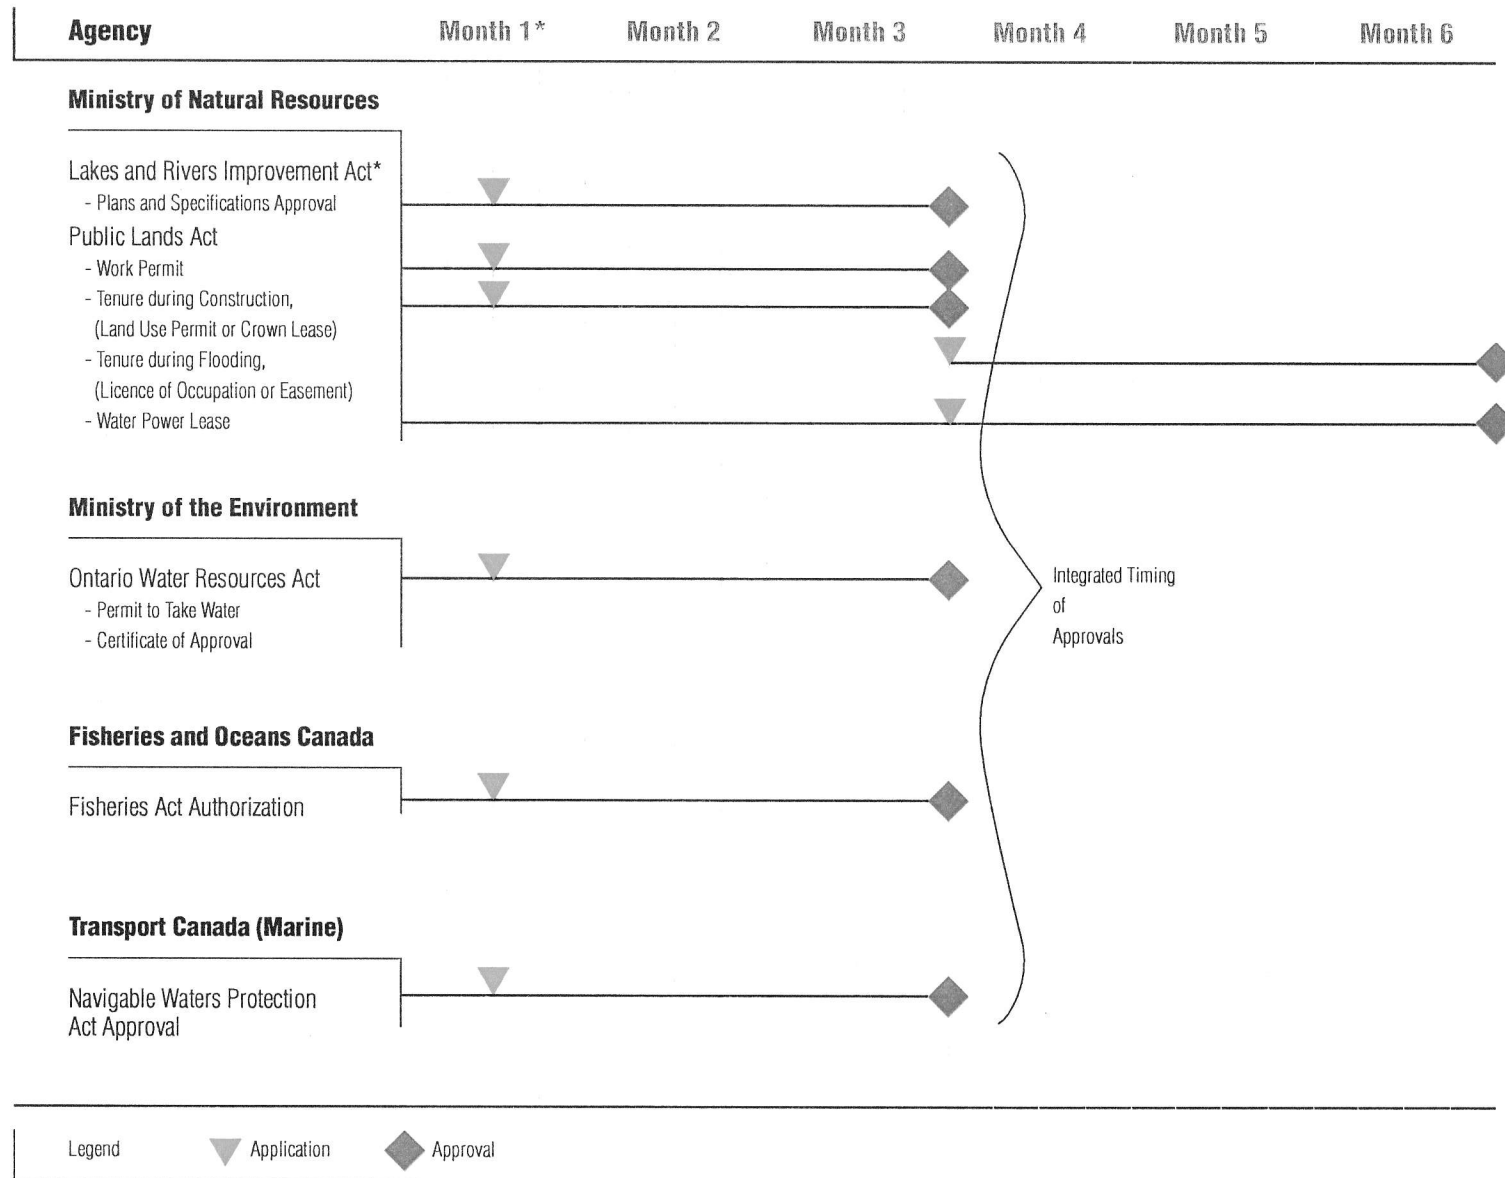 Agency Month 1* Month 2 Month 3 Month 4 Month 5 Month 6
Ministry of Natural Resources
Lakes and Rivers Improvement Act*
- Plans and Specifications Approval
Public Lands Act
- Work Permit
- Tenure during Construction,
(Land Use Permit or Crown Lease)
- Tenure during Flooding,
(Licence of Occupation or Easement)
- Water Power Lease
Ministry of the Environment
Ontario Water Resources Act
- Permit to Take Water
- Certificate of Approval
Integrated Timing
of
Approvals
Fisheries and Oceans Canada
Fisheries Act Authorization
Transport Canada (Marine)
Navigable Waters Protection
Act Approval
Legend Application Approval